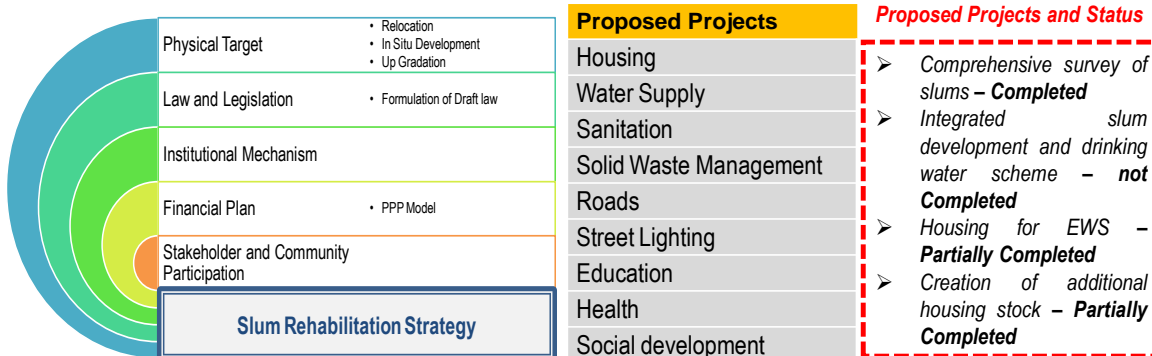 Physical Target
• Relocation
• In Situ Development
• Up Gradation
Law and Legislation
• Formulation of Draft law
Institutional Mechanism
Financial Plan
• PPP Model
Stakeholder and Community
Participation
Slum Rehabilitation Strategy
Proposed Projects
Housing
Water Supply
Sanitation
Solid Waste Management
Roads
Street Lighting
Education
Health
Social development
Proposed Projects and Status
➢ Comprehensive survey of
slums – Completed
➢ Integrated slum
development and drinking
water scheme – not
Completed
➢ Housing for EWS –
Partially Completed
➢ Creation of additional
housing stock – Partially
Completed